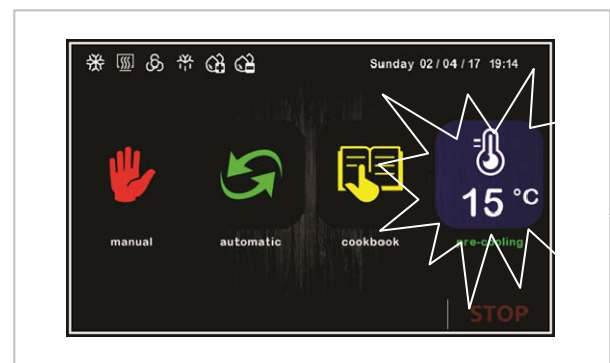 Sunday 02 / 04 / 17 19:14
15 °C
manual automatic cookbook pre-cooling
STOP